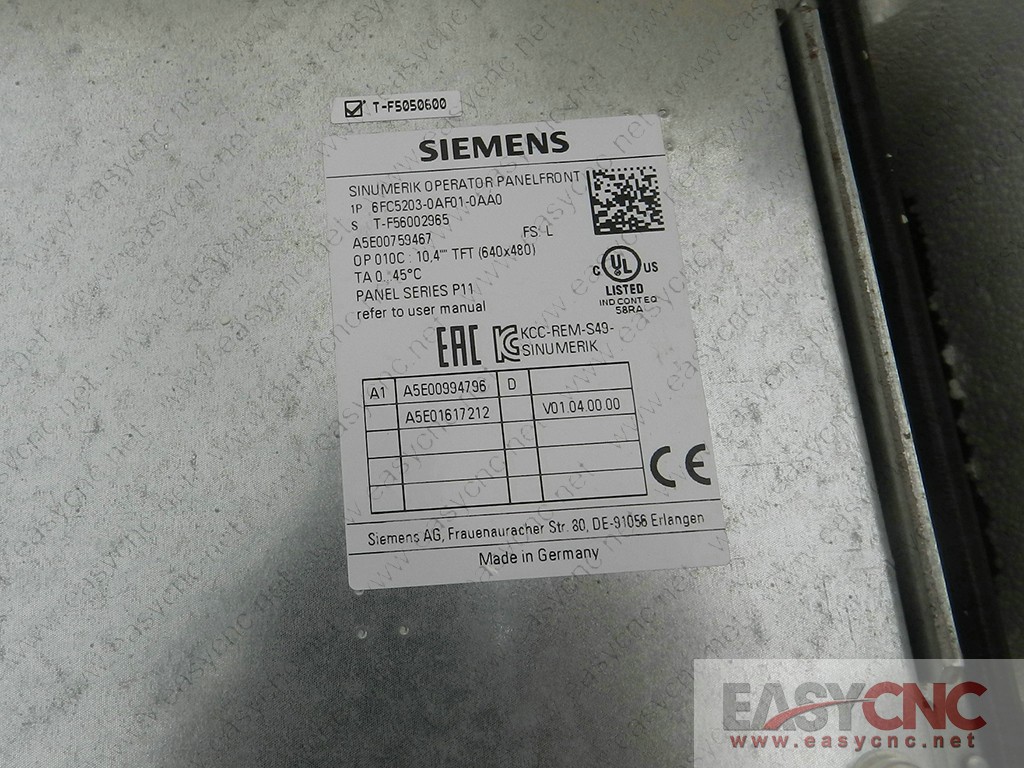 T-F5050600
SIEMENS
SINUMERIK OPERATOR PANELFRONT
1P 6FC5203-0AF01-0AA0
S T-F56002965
A5E00759467 FS: L
OP 010C : 10,4"" TFT (640x480)
TA 0...45°C
PANEL SERIES P11
refer to user manual
C UL US
LISTED
IND CONT EQ
58RA
EAC KCC-REM-S49-
SINUMERIK
A1 A5E00994796 D
A5E01617212 V01.04.00.00
CE
Siemens AG, Frauenauracher Str. 80, DE-91056 Erlangen
Made in Germany
EASYCNC
www.easycnc.net